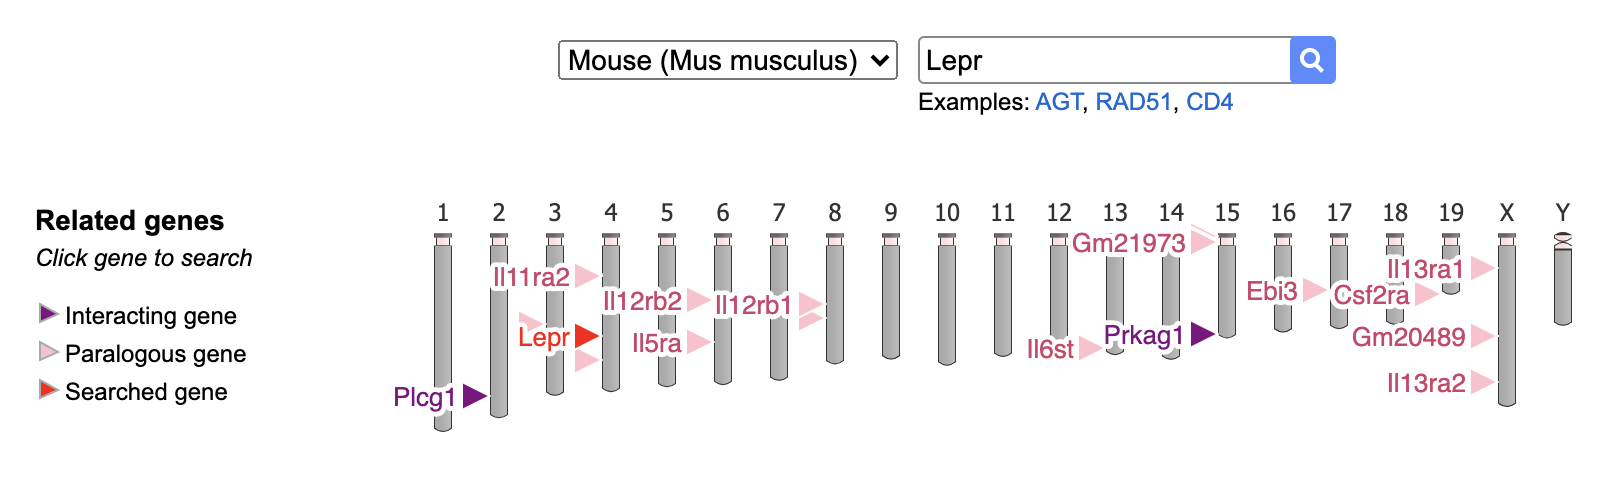 Mouse (Mus musculus)
Lepr
Examples: AGT, RAD51, CD4
Related genes
Click gene to search
Interacting gene
Paralogous gene
Searched gene
1 2 3 4 5 6 7 8 9 10 11 12 13 14 15 16 17 18 19 X Y
Gm21973
Il13ra1
Il11ra2
Ebi3
Csf2ra
Il12rb2
Il12rb1
Prkag1
Lepr
Gm20489
Il5ra
Il6st
Il13ra2
Plcg1